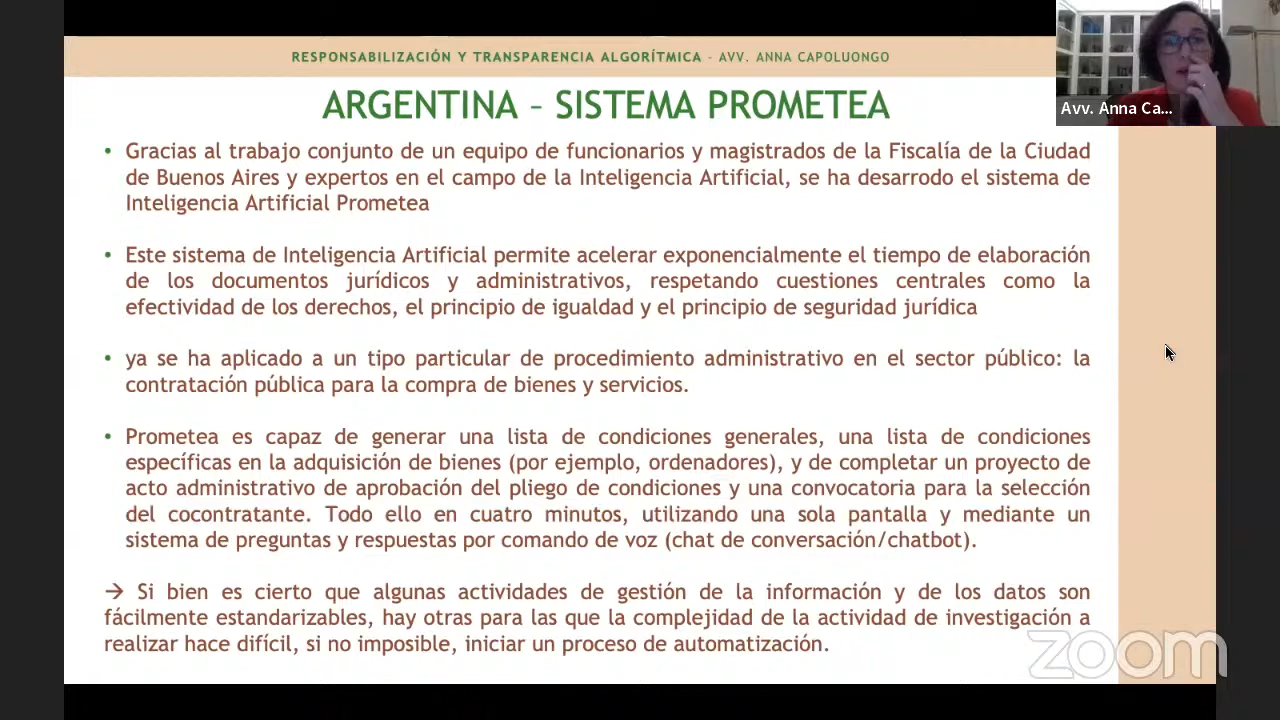 RESPONSABILIZACIÓN Y TRANSPARENCIA ALGORÍTMICA - AVV. ANNA CAPOLUONGO
Avv. Anna Ca...
ARGENTINA – SISTEMA PROMETEA
• Gracias al trabajo conjunto de un equipo de funcionarios y magistrados de la Fiscalía de la Ciudad
de Buenos Aires y expertos en el campo de la Inteligencia Artificial, se ha desarrodo el sistema de
Inteligencia Artificial Prometea
• Este sistema de Inteligencia Artificial permite acelerar exponencialmente el tiempo de elaboración
de los documentos jurídicos y administrativos, respetando cuestiones centrales como la
efectividad de los derechos, el principio de igualdad y el principio de seguridad jurídica
• ya se ha aplicado a un tipo particular de procedimiento administrativo en el sector público: la
contratación pública para la compra de bienes y servicios.
• Prometea es capaz de generar una lista de condiciones generales, una lista de condiciones
específicas en la adquisición de bienes (por ejemplo, ordenadores), y de completar un proyecto de
acto administrativo de aprobación del pliego de condiciones y una convocatoria para la selección
del cocontratante. Todo ello en cuatro minutos, utilizando una sola pantalla y mediante un
sistema de preguntas y respuestas por comando de voz (chat de conversación/chatbot).
→ Si bien es cierto que algunas actividades de gestión de la información y de los datos son
fácilmente estandarizables, hay otras para las que la complejidad de la actividad de investigación a
realizar hace difícil, si no imposible, iniciar un proceso de automatización.
zoom